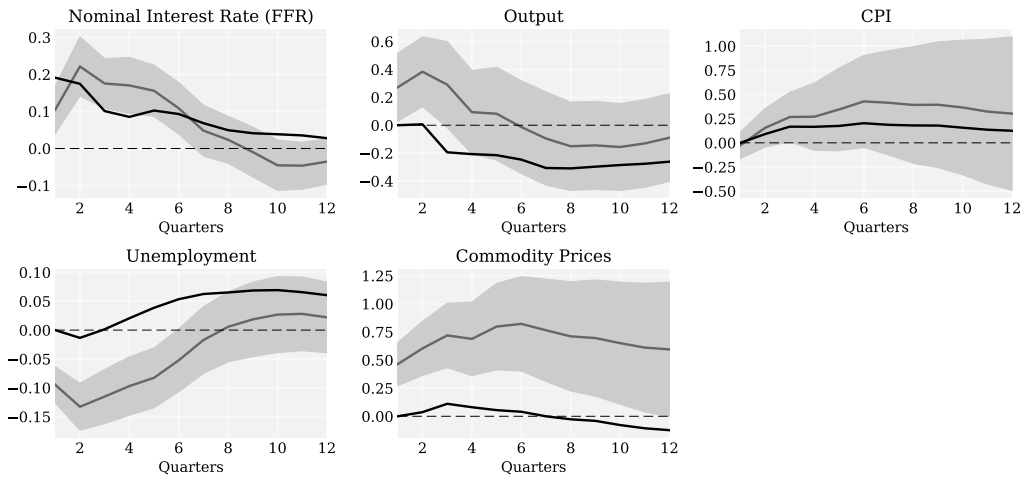 Nominal Interest Rate (FFR)
0.3
0.2
0.1
0.0
−0.1
2 4 6 8 10 12
Quarters
Output
0.6
0.4
0.2
0.0
−0.2
−0.4
2 4 6 8 10 12
Quarters
CPI
1.00
0.75
0.50
0.25
0.00
−0.25
−0.50
2 4 6 8 10 12
Quarters
Unemployment
0.10
0.05
0.00
−0.05
−0.10
−0.15
2 4 6 8 10 12
Quarters
Commodity Prices
1.25
1.00
0.75
0.50
0.25
0.00
2 4 6 8 10 12
Quarters